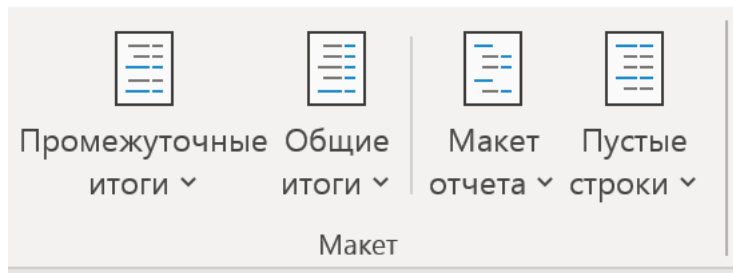 Промежуточные
итоги
Общие
итоги
Макет
отчета
Пустые
строки
Макет